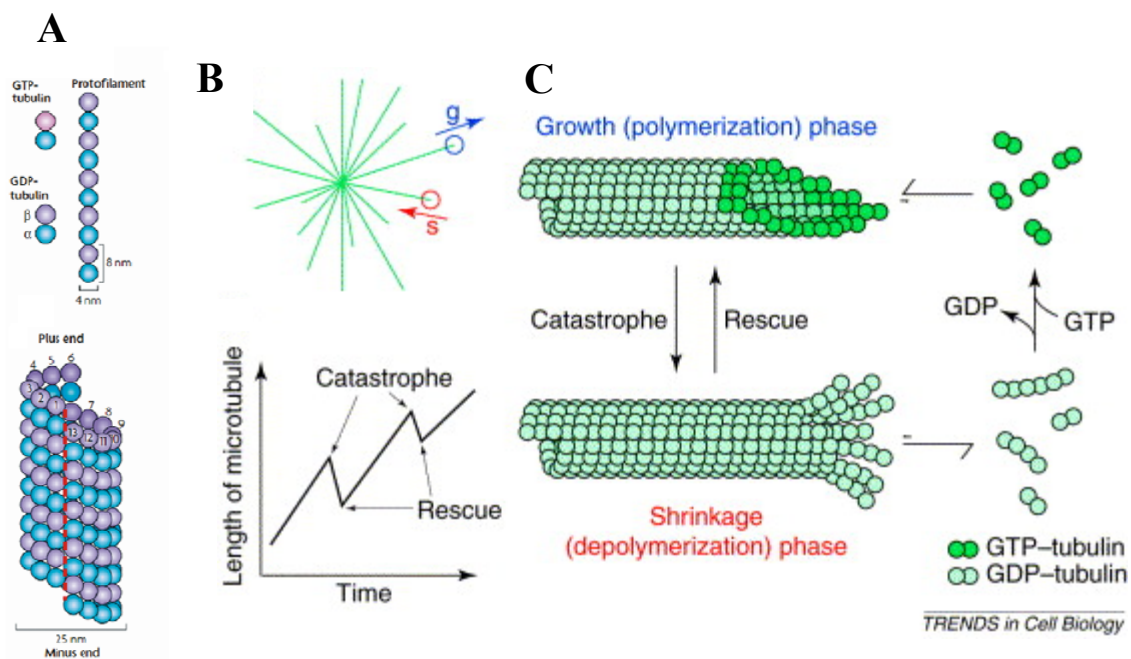 A
GTP-
tubulin
Protofilament
GDP-
tubulin
β
α
8 nm
4 nm
Plus end
4 5 6
3 2 1
7 8 9
13 12 11 10
25 nm
Minus end
B
g
s
Length of microtubule
Catastrophe
Rescue
Time
C
Growth (polymerization) phase
Catastrophe
Rescue
GDP
GTP
Shrinkage
(depolymerization) phase
GTP–tubulin
GDP–tubulin
TRENDS in Cell Biology